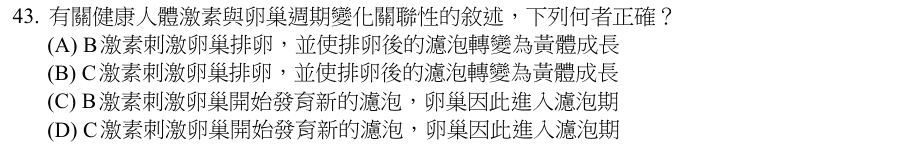 43. 有關健康人體激素與卵巢週期變化關聯性的敘述，下列何者正確？
(A) B激素刺激卵巢排卵，並使排卵後的濾泡轉變為黃體成長
(B) C激素刺激卵巢排卵，並使排卵後的濾泡轉變為黃體成長
(C) B激素刺激卵巢開始發育新的濾泡，卵巢因此進入濾泡期
(D) C激素刺激卵巢開始發育新的濾泡，卵巢因此進入濾泡期